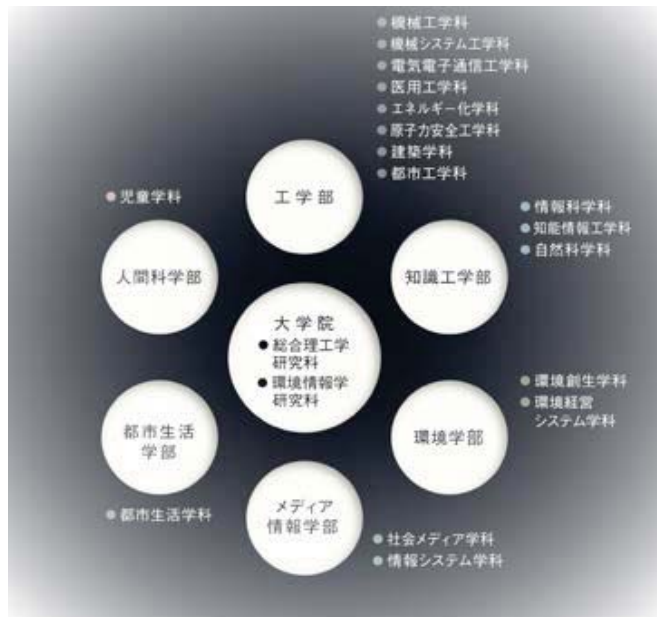 ● 機械工学科
● 機械システム工学科
● 電気電子通信工学科
● 医用工学科
● エネルギー化学科
● 原子力安全工学科
● 建築学科
● 都市工学科
工学部
● 児童学科
人間科学部
● 情報科学科
● 知能情報工学科
● 自然科学科
知識工学部
大学院
● 総合理工学
研究科
● 環境情報学
研究科
● 環境創生学科
● 環境経営
システム学科
環境学部
都市生活
学部
● 都市生活学科
メディア
情報学部
● 社会メディア学科
● 情報システム学科